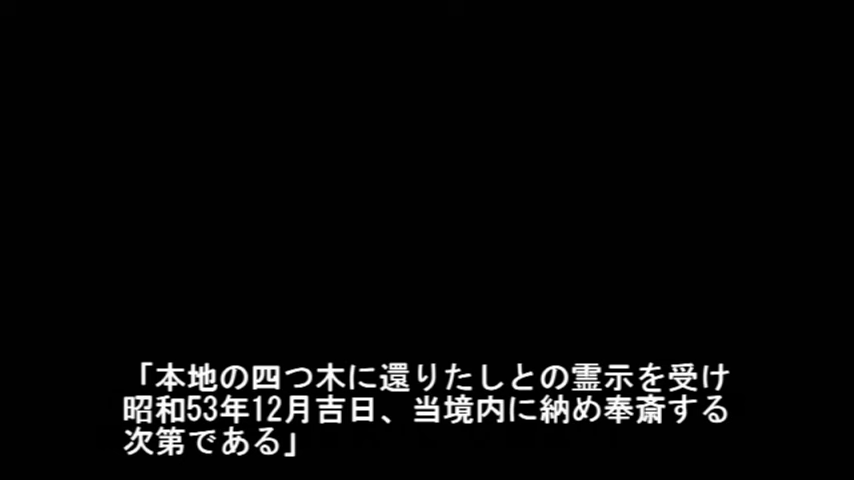 「本地の四つ木に還りたしとの霊示を受け
昭和53年12月吉日、当境内に納め奉斎する
次第である」